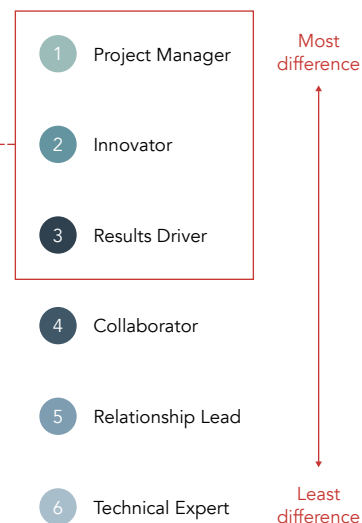 Most
difference
1 Project Manager
2 Innovator
3 Results Driver
4 Collaborator
5 Relationship Lead
6 Technical Expert
Least
difference